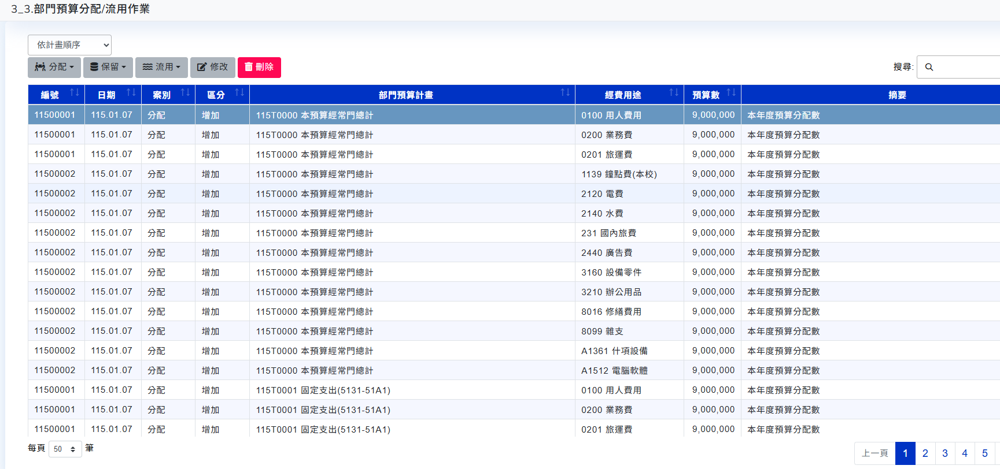 3_3.部門預算分配/流用作業
依計畫順序
分配 保留 流用 修改 刪除 搜尋:
編號 日期 案別 區分 部門預算計畫 經費用途 預算數 摘要
11500001 115.01.07 分配 增加 115T0000 本預算經常門總計 0100 用人費用 9,000,000 本年度預算分配數
11500001 115.01.07 分配 增加 115T0000 本預算經常門總計 0200 業務費 9,000,000 本年度預算分配數
11500001 115.01.07 分配 增加 115T0000 本預算經常門總計 0201 旅運費 9,000,000 本年度預算分配數
11500002 115.01.07 分配 增加 115T0000 本預算經常門總計 1139 鐘點費(本校) 9,000,000 本年度預算分配數
11500002 115.01.07 分配 增加 115T0000 本預算經常門總計 2120 電費 9,000,000 本年度預算分配數
11500002 115.01.07 分配 增加 115T0000 本預算經常門總計 2140 水費 9,000,000 本年度預算分配數
11500002 115.01.07 分配 增加 115T0000 本預算經常門總計 231 國內旅費 9,000,000 本年度預算分配數
11500002 115.01.07 分配 增加 115T0000 本預算經常門總計 2440 廣告費 9,000,000 本年度預算分配數
11500002 115.01.07 分配 增加 115T0000 本預算經常門總計 3160 設備零件 9,000,000 本年度預算分配數
11500002 115.01.07 分配 增加 115T0000 本預算經常門總計 3210 辦公用品 9,000,000 本年度預算分配數
11500002 115.01.07 分配 增加 115T0000 本預算經常門總計 8016 修繕費用 9,000,000 本年度預算分配數
11500002 115.01.07 分配 增加 115T0000 本預算經常門總計 8099 雜支 9,000,000 本年度預算分配數
11500002 115.01.07 分配 增加 115T0000 本預算經常門總計 A1361 什項設備 9,000,000 本年度預算分配數
11500002 115.01.07 分配 增加 115T0000 本預算經常門總計 A1512 電腦軟體 9,000,000 本年度預算分配數
11500001 115.01.07 分配 增加 115T0001 固定支出(5131-51A1) 0100 用人費用 9,000,000 本年度預算分配數
11500001 115.01.07 分配 增加 115T0001 固定支出(5131-51A1) 0200 業務費 9,000,000 本年度預算分配數
11500001 115.01.07 分配 增加 115T0001 固定支出(5131-51A1) 0201 旅運費 9,000,000 本年度預算分配數
每頁 50 筆
上一頁 1 2 3 4 5